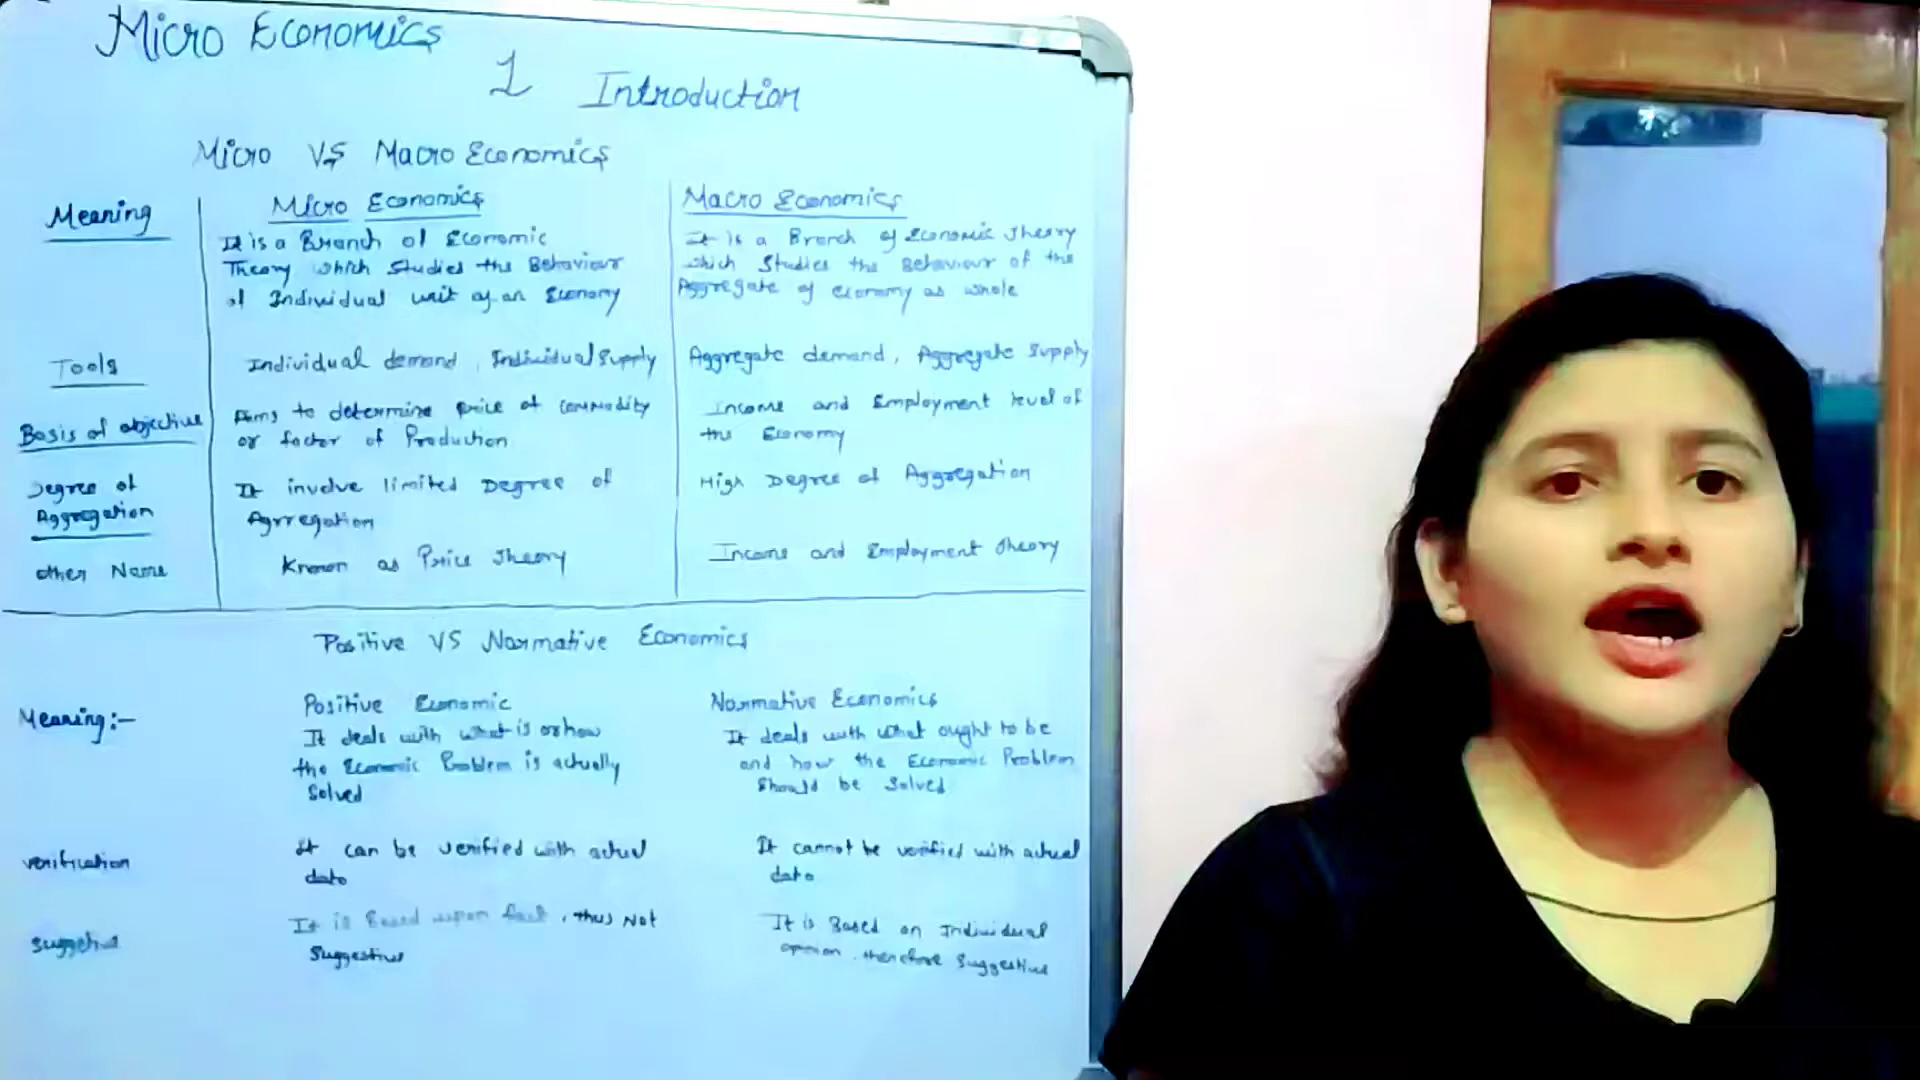 Micro Economics
1 Introduction
Micro VS Macro Economics
Meaning
Micro Economics
It is a Branch of Economic
Theory which Studies the Behaviour
of Individual unit of an Economy
Macro Economics
It is a Branch of Economic Theory
which Studies the Behaviour of the
Aggregate of economy as whole
Tools
Individual demand, Individual Supply
Aggregate demand, Aggregate Supply
Basis of objective
Aims to determine price of commodity
or factor of Production
Income and Employment level of
the Economy
Degree of
Aggregation
It involve limited Degree of
Agrregation
High Degree of Aggregation
other Name
Known as Price Theory
Income and Employment Theory
Positive VS Normative Economics
Meaning:-
Positive Economic
It deals with what is or how
the Economic Problem is actually
Solved
Normative Economics
It deals with what ought to be
and how the Economic Problem
Should be Solved
verification
It can be verified with actual
data
It cannot be verified with actual
data
It is Based upon fact, thus Not
Suggestive
It is Based on Individual
opinion, therefore Suggestive